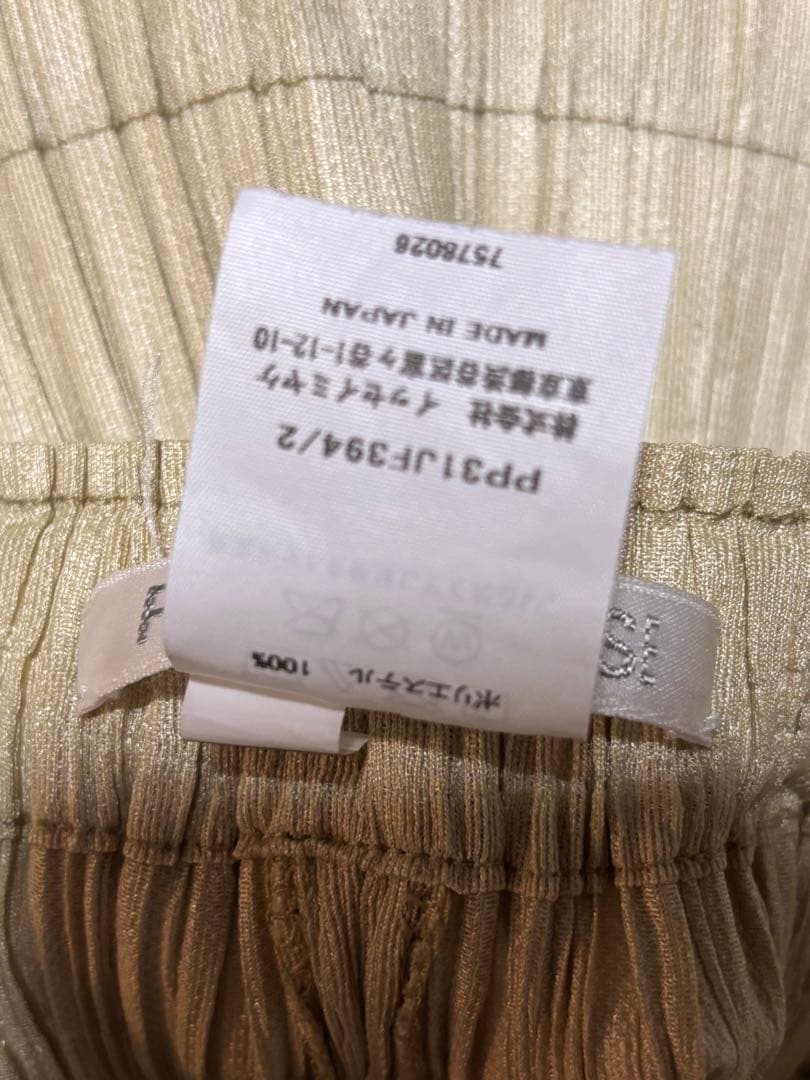 ポリエステル 100%
PP31JF394/2
株式会社 イッセイミヤケ
東京都渋谷区富ヶ谷1-12-10
MADE IN JAPAN
7578026